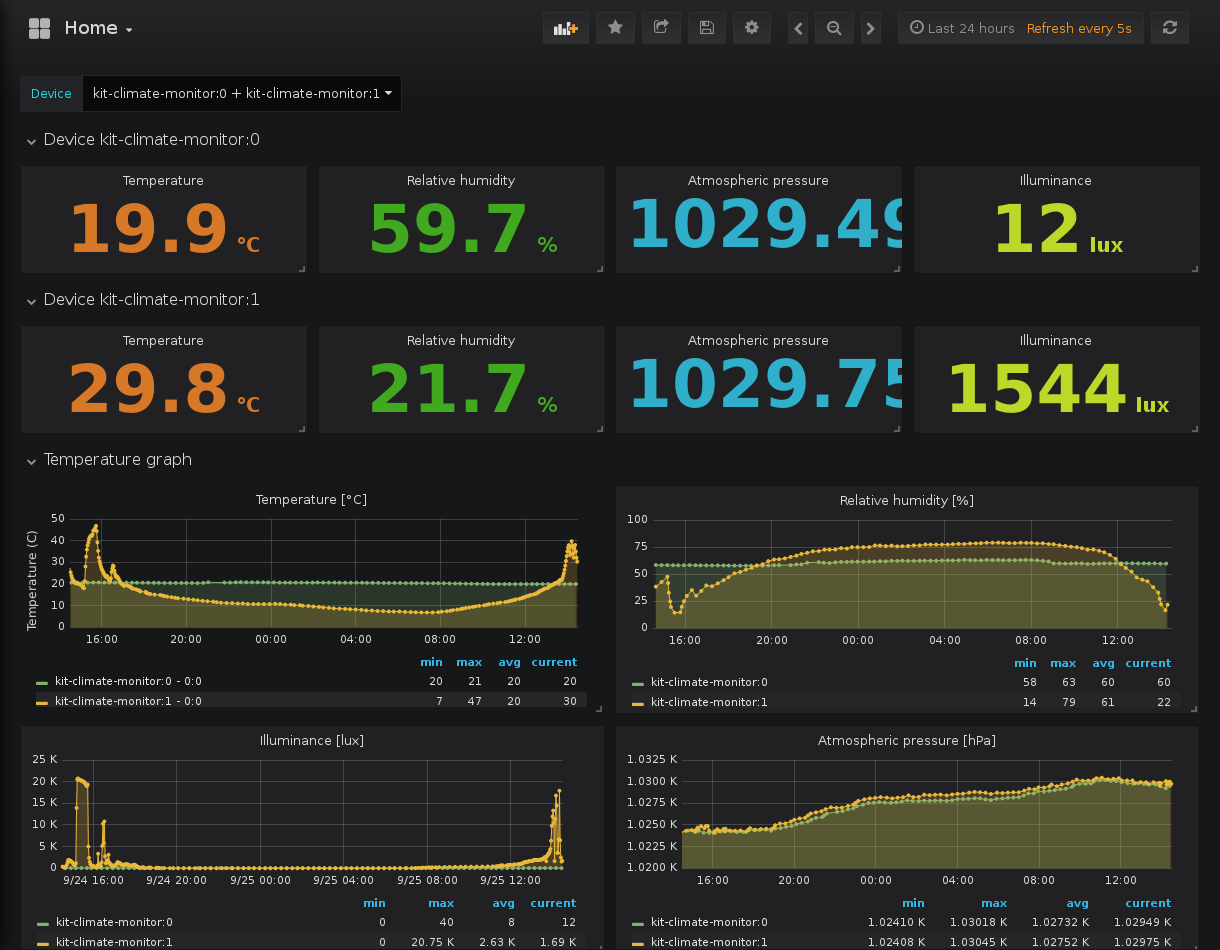 Home
Last 24 hours Refresh every 5s
Device kit-climate-monitor:0 + kit-climate-monitor:1
Device kit-climate-monitor:0
Temperature Relative humidity Atmospheric pressure Illuminance
19.9 °C 59.7 % 1029.49 12 lux
Device kit-climate-monitor:1
Temperature Relative humidity Atmospheric pressure Illuminance
29.8 °C 21.7 % 1029.75 1544 lux
Temperature graph
Temperature [°C]
Temperature (C)
50
40
30
20
10
0
16:00 20:00 00:00 04:00 08:00 12:00
min max avg current
kit-climate-monitor:0 - 0:0 20 21 20 20
kit-climate-monitor:1 - 0:0 7 47 20 30
Relative humidity [%]
100
75
50
25
0
16:00 20:00 00:00 04:00 08:00 12:00
min max avg current
kit-climate-monitor:0 58 63 60 60
kit-climate-monitor:1 14 79 61 22
Illuminance [lux]
25 K
20 K
15 K
10 K
5 K
0
9/24 16:00 9/24 20:00 9/25 00:00 9/25 04:00 9/25 08:00 9/25 12:00
min max avg current
kit-climate-monitor:0 0 40 8 12
kit-climate-monitor:1 0 20.75 K 2.63 K 1.69 K
Atmospheric pressure [hPa]
1.0325 K
1.0300 K
1.0275 K
1.0250 K
1.0225 K
1.0200 K
16:00 20:00 00:00 04:00 08:00 12:00
min max avg current
kit-climate-monitor:0 1.02410 K 1.03018 K 1.02732 K 1.02949 K
kit-climate-monitor:1 1.02408 K 1.03045 K 1.02752 K 1.02975 K